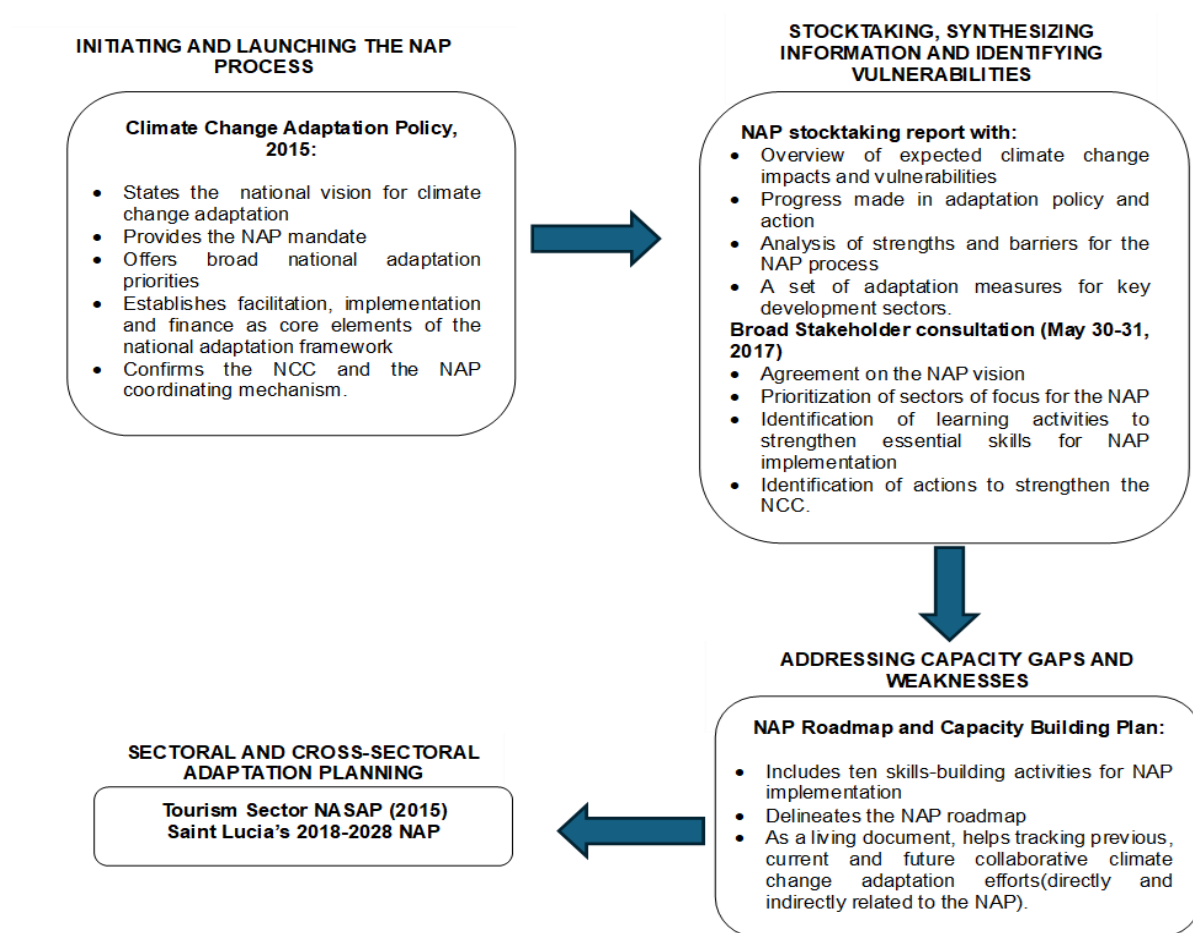 INITIATING AND LAUNCHING THE NAP
PROCESS
Climate Change Adaptation Policy,
2015:
• States the national vision for climate
change adaptation
• Provides the NAP mandate
• Offers broad national adaptation
priorities
• Establishes facilitation, implementation
and finance as core elements of the
national adaptation framework
• Confirms the NCC and the NAP
coordinating mechanism.
STOCKTAKING, SYNTHESIZING
INFORMATION AND IDENTIFYING
VULNERABILITIES
NAP stocktaking report with:
• Overview of expected climate change
impacts and vulnerabilities
• Progress made in adaptation policy and
action
• Analysis of strengths and barriers for the
NAP process
• A set of adaptation measures for key
development sectors.
Broad Stakeholder consultation (May 30-31,
2017)
• Agreement on the NAP vision
• Prioritization of sectors of focus for the NAP
• Identification of learning activities to
strengthen essential skills for NAP
implementation
• Identification of actions to strengthen the
NCC.
ADDRESSING CAPACITY GAPS AND
WEAKNESSES
NAP Roadmap and Capacity Building Plan:
• Includes ten skills-building activities for NAP
implementation
• Delineates the NAP roadmap
• As a living document, helps tracking previous,
current and future collaborative climate
change adaptation efforts(directly and
indirectly related to the NAP).
SECTORAL AND CROSS-SECTORAL
ADAPTATION PLANNING
Tourism Sector NASAP (2015)
Saint Lucia's 2018-2028 NAP